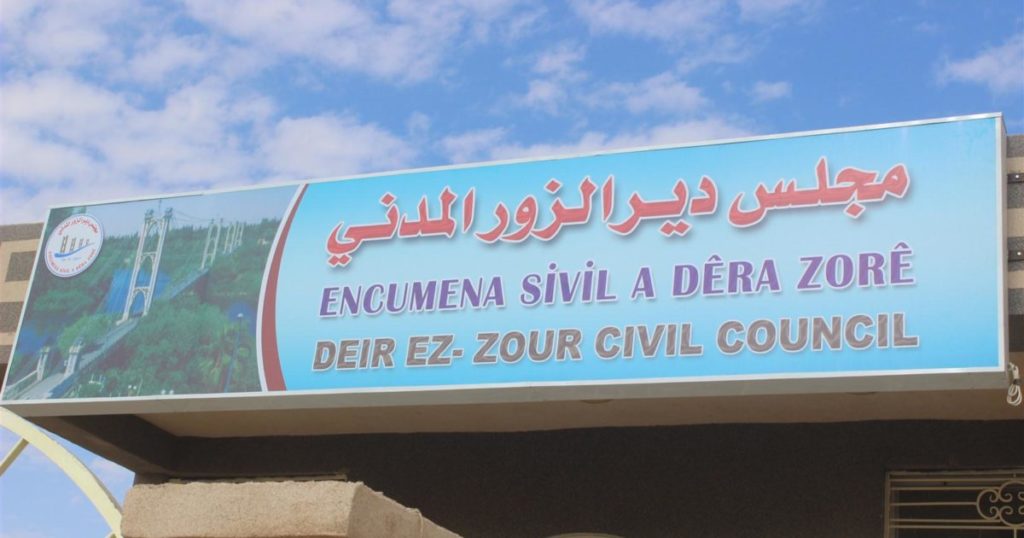 مجلس ديرالزور المدني
ENCUMENA SİVİL A DÊRA ZORÊ
DEIR EZ- ZOUR CIVIL COUNCIL